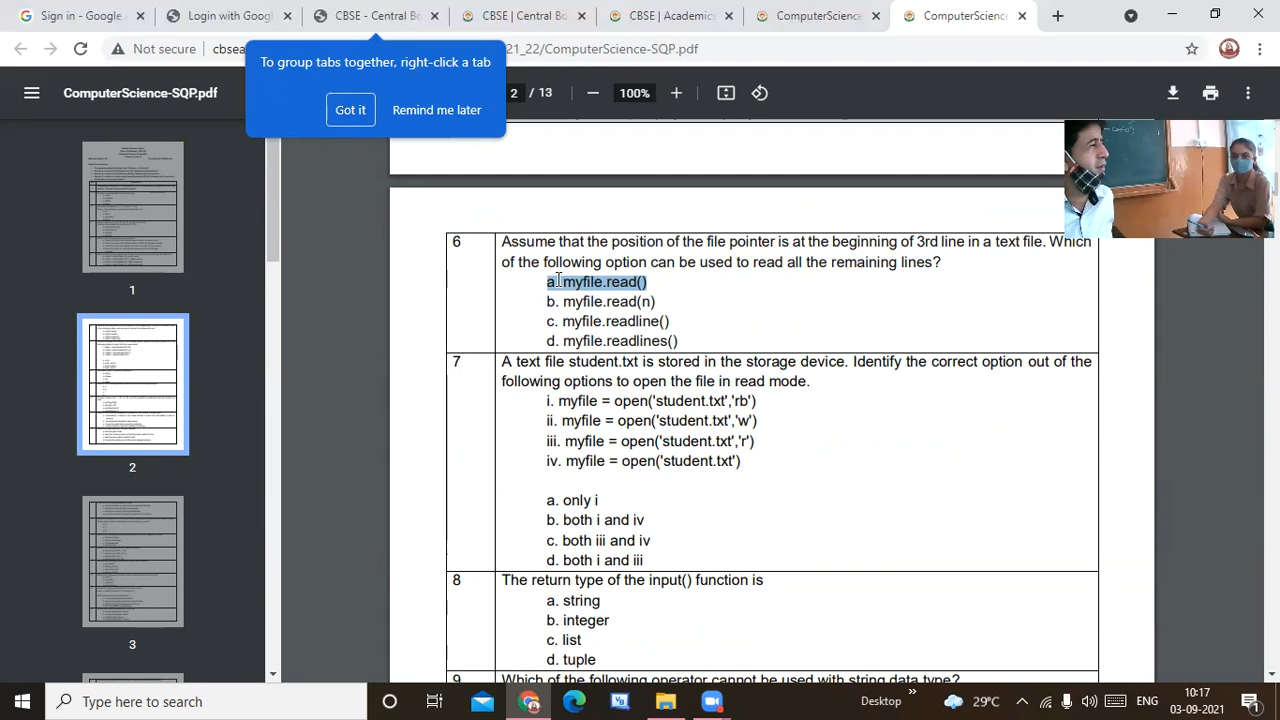 Sign in - Google
Login with Googl
CBSE - Central Be
CBSE | Central Bo
CBSE | Academics
ComputerScience
ComputerScience
Not secure
cbsea
21_22/ComputerScience-SQP.pdf
To group tabs together, right-click a tab
Got it
Remind me later
ComputerScience-SQP.pdf
2 / 13
100%
1
2
3
6
Assume that the position of the file pointer is at the beginning of 3rd line in a text file. Which
of the following option can be used to read all the remaining lines?
a. myfile.read()
b. myfile.read(n)
c. myfile.readline()
d. myfile.readlines()
7
A text file student.txt is stored in the storage device. Identify the correct option out of the
following options to open the file in read mode.
i. myfile = open('student.txt','rb')
ii. myfile = open('student.txt','w')
iii. myfile = open('student.txt','r')
iv. myfile = open('student.txt')
a. only i
b. both i and iv
c. both iii and iv
d. both i and iii
8
The return type of the input() function is
a. string
b. integer
c. list
d. tuple
9
Which of the following operator cannot be used with string data type?
Type here to search
Desktop
29°C
ENG
10:17
03-09-2021